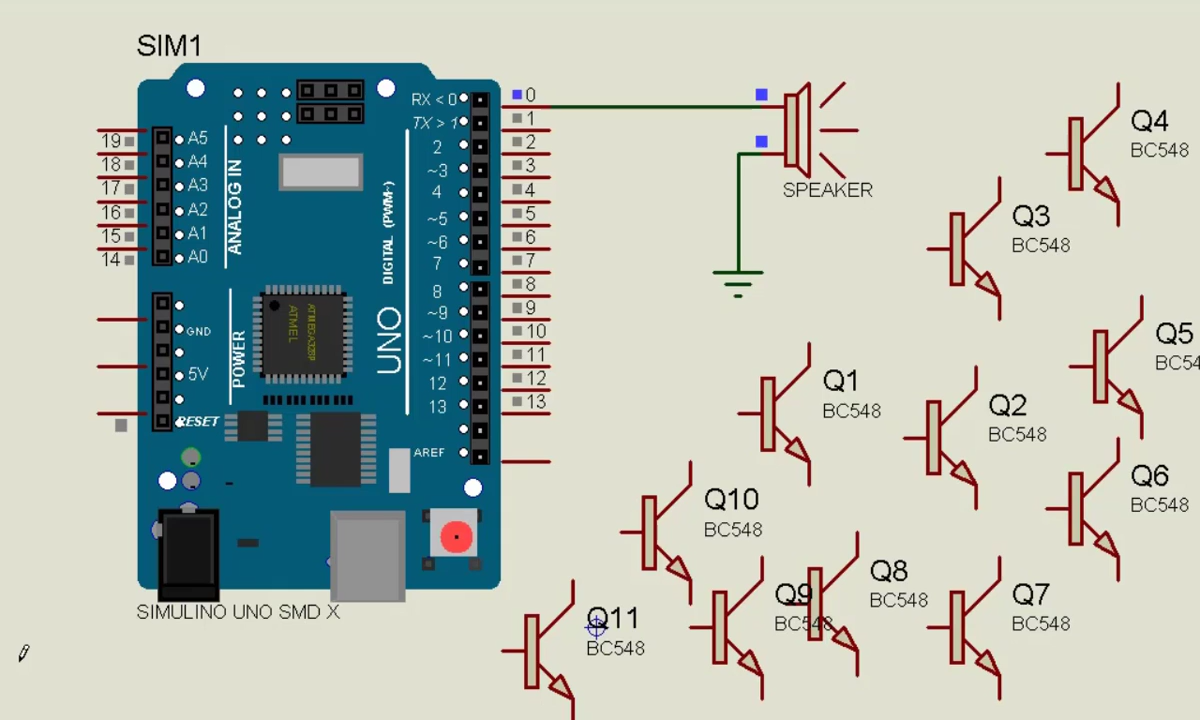 SIM1
RX < 0
TX > 1
2
~3
4
~5
~6
7
8
~9
~10
~11
12
13
AREF
0
1
2
3
4
5
6
7
8
9
10
11
12
13
19
18
17
16
15
14
A5
A4
A3
A2
A1
A0
ANALOG IN
DIGITAL (PWM~)
UNO
POWER
GND
5V
RESET
ATMEL
SIMULINO UNO SMD X
SPEAKER
Q4
BC548
Q3
BC548
Q5
BC54
Q1
BC548
Q2
BC548
Q6
BC548
Q10
BC548
Q8
BC548
Q9
BC548
Q7
BC548
Q11
BC548